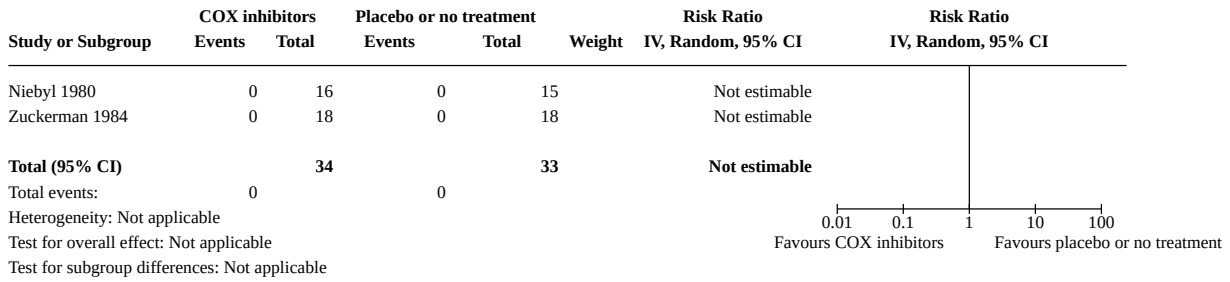 COX inhibitors Placebo or no treatment Risk Ratio Risk Ratio
Study or Subgroup Events Total Events Total Weight IV, Random, 95% CI IV, Random, 95% CI
Niebyl 1980 0 16 0 15 Not estimable
Zuckerman 1984 0 18 0 18 Not estimable
Total (95% CI) 34 33 Not estimable
Total events: 0 0
Heterogeneity: Not applicable
0.01 0.1 1 10 100
Test for overall effect: Not applicable Favours COX inhibitors Favours placebo or no treatment
Test for subgroup differences: Not applicable